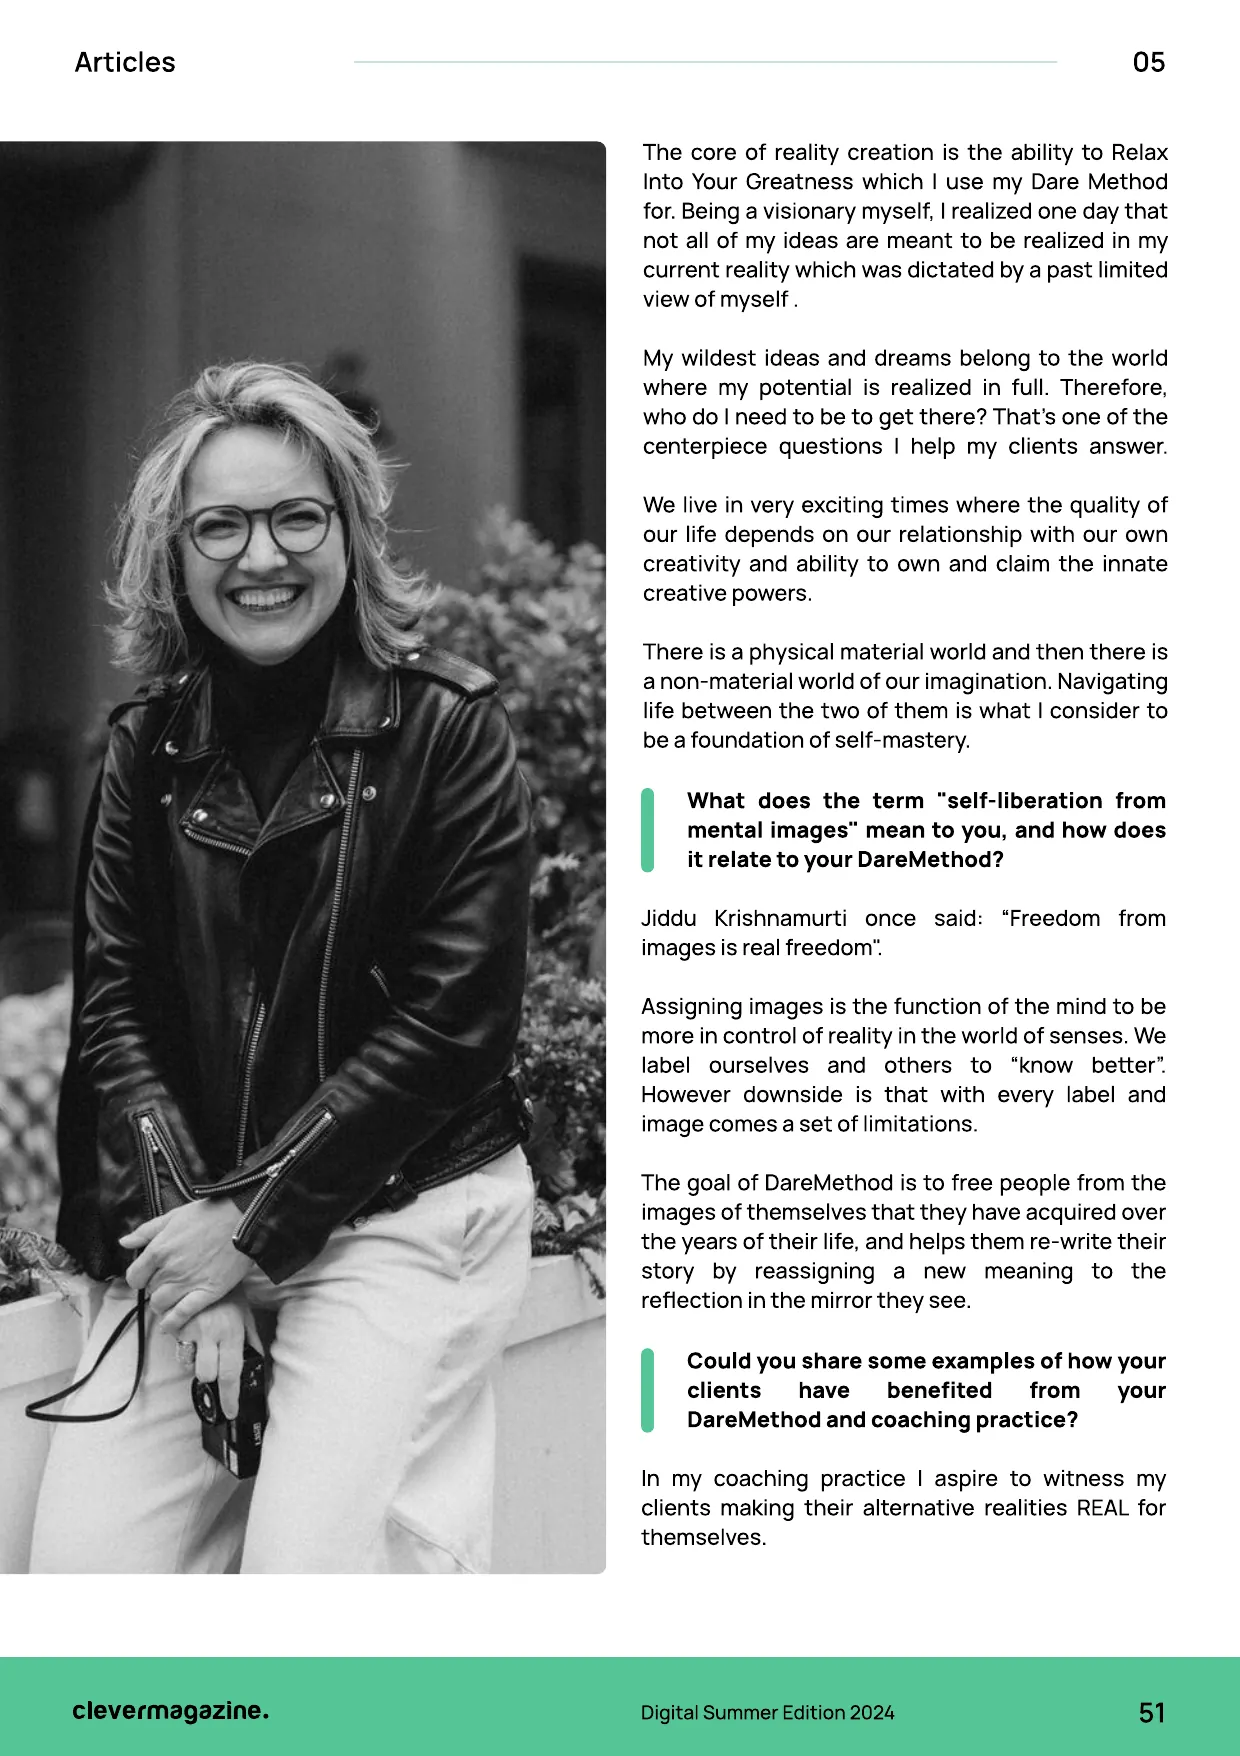 Articles
05
The core of reality creation is the ability to Relax
Into Your Greatness which I use my Dare Method
for. Being a visionary myself, I realized one day that
not all of my ideas are meant to be realized in my
current reality which was dictated by a past limited
view of myself .
My wildest ideas and dreams belong to the world
where my potential is realized in full. Therefore,
who do I need to be to get there? That's one of the
centerpiece questions I help my clients answer.
We live in very exciting times where the quality of
our life depends on our relationship with our own
creativity and ability to own and claim the innate
creative powers.
There is a physical material world and then there is
a non-material world of our imagination. Navigating
life between the two of them is what I consider to
be a foundation of self-mastery.
What does the term "self-liberation from
mental images" mean to you, and how does
it relate to your DareMethod?
Jiddu Krishnamurti once said: “Freedom from
images is real freedom".
Assigning images is the function of the mind to be
more in control of reality in the world of senses. We
label ourselves and others to “know better”.
However downside is that with every label and
image comes a set of limitations.
The goal of DareMethod is to free people from the
images of themselves that they have acquired over
the years of their life, and helps them re-write their
story by reassigning a new meaning to the
reflection in the mirror they see.
Could you share some examples of how your
clients have benefited from your
DareMethod and coaching practice?
In my coaching practice I aspire to witness my
clients making their alternative realities REAL for
themselves.
clevermagazine.
Digital Summer Edition 2024
51